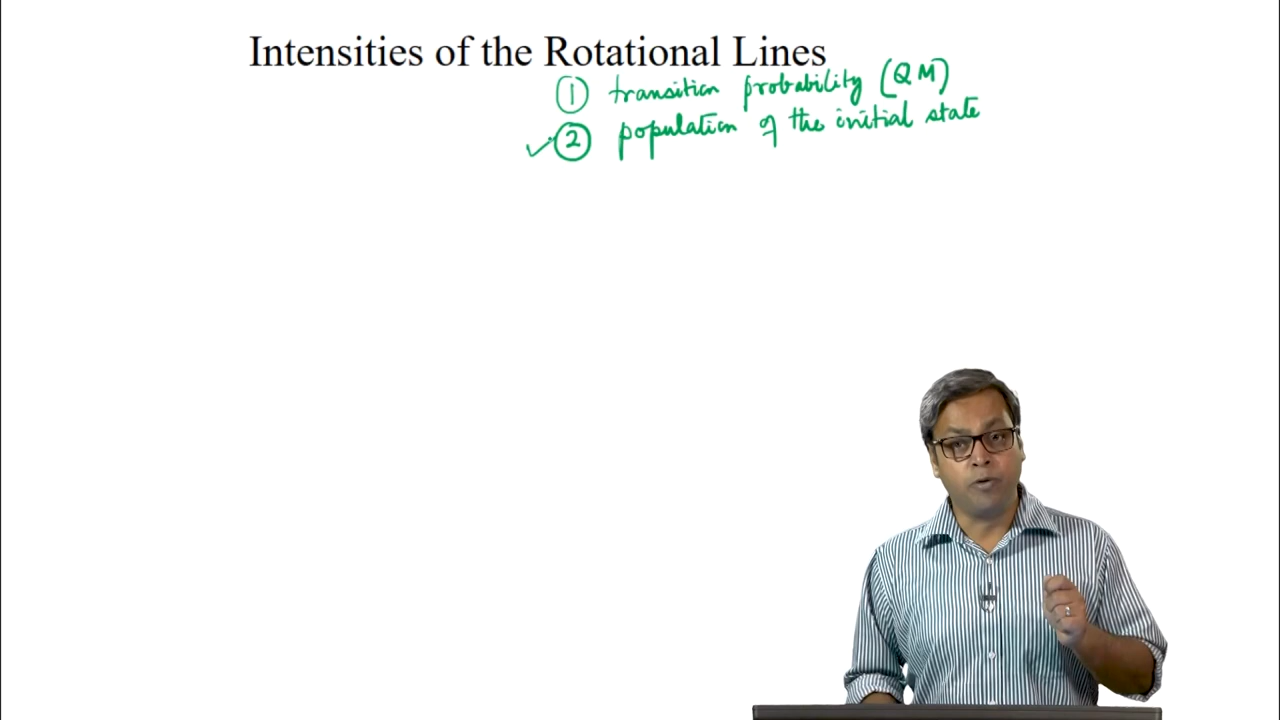 Intensities of the Rotational Lines
① transition probability (QM)
✓② population of the initial state